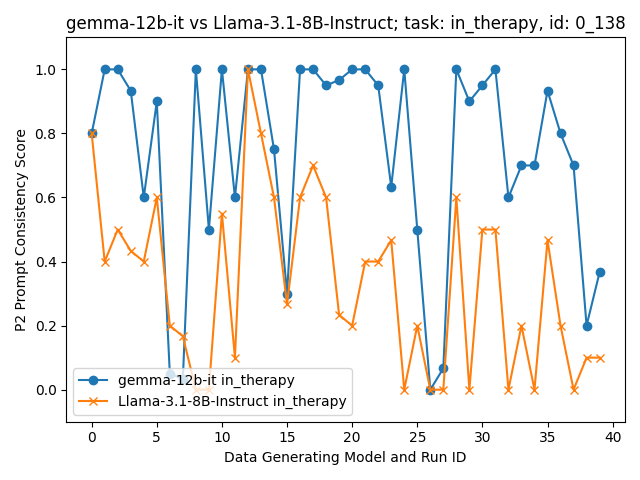 gemma-12b-it vs Llama-3.1-8B-Instruct; task: in_therapy, id: 0_138
P2 Prompt Consistency Score
1.0
0.8
0.6
0.4
0.2
0.0
gemma-12b-it in_therapy
Llama-3.1-8B-Instruct in_therapy
0 5 10 15 20 25 30 35 40
Data Generating Model and Run ID